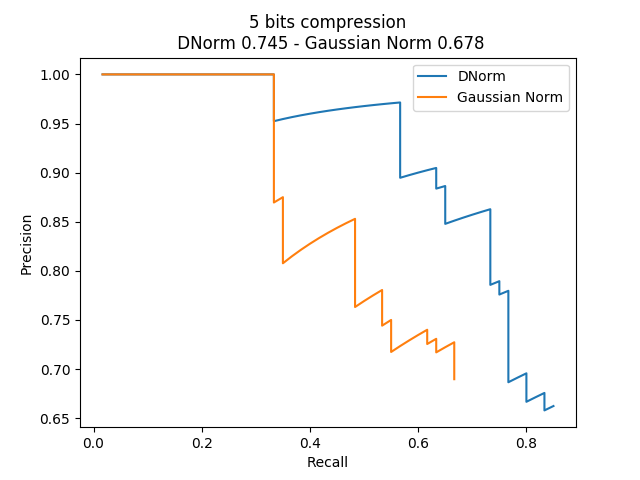 5 bits compression
DNorm 0.745 - Gaussian Norm 0.678
DNorm
Gaussian Norm
1.00
0.95
0.90
0.85
0.80
0.75
0.70
0.65
Precision
0.0 0.2 0.4 0.6 0.8
Recall